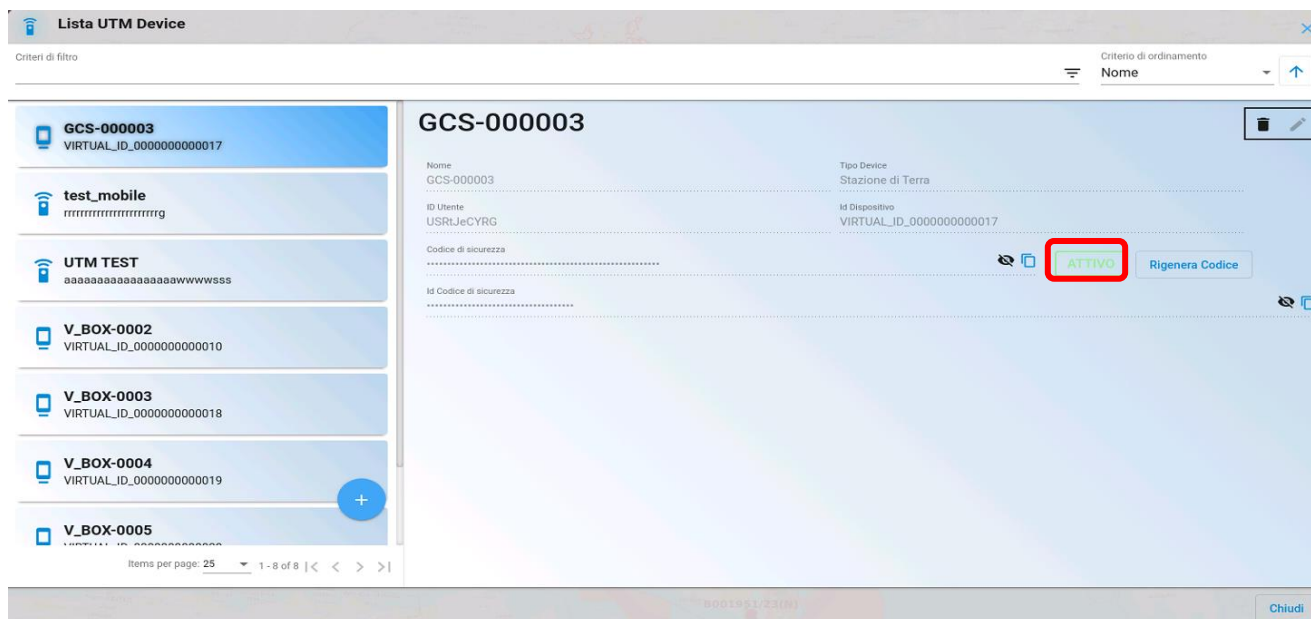 Lista UTM Device
Criteri di filtro
Criterio di ordinamento
Nome
GCS-000003
VIRTUAL_ID_0000000000017
test_mobile
rrrrrrrrrrrrrrrrrrrrrrrg
UTM TEST
aaaaaaaaaaaaaaaaawwwwsss
V_BOX-0002
VIRTUAL_ID_0000000000010
V_BOX-0003
VIRTUAL_ID_0000000000018
V_BOX-0004
VIRTUAL_ID_0000000000019
V_BOX-0005
Items per page: 25 1 - 8 of 8
GCS-000003
Nome
GCS-000003
Tipo Device
Stazione di Terra
ID Utente
USRtJeCYRG
Id Dispositivo
VIRTUAL_ID_0000000000017
Codice di sicurezza
ATTIVO
Rigenera Codice
Id Codice di sicurezza
B001951/23(N)
Chiudi